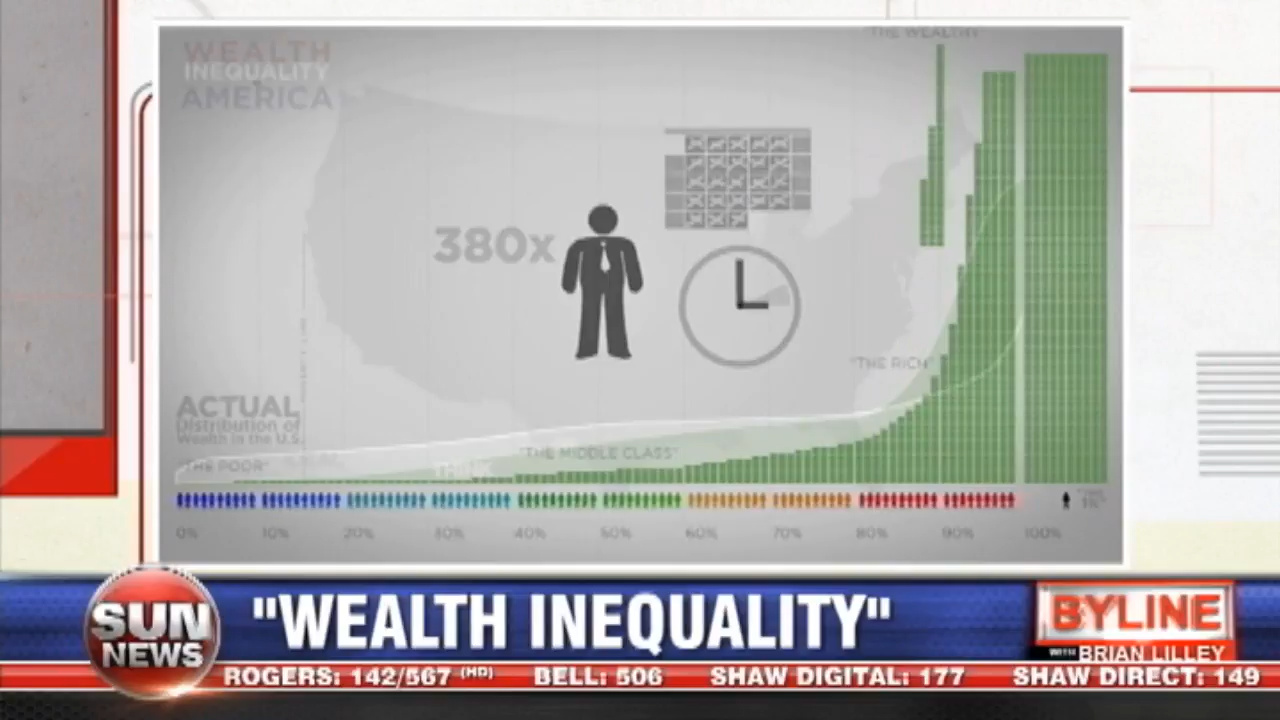 "THE WEALTHY"
WEALTH
INEQUALITY
AMERICA
380x
"THE RICH"
ACTUAL
Distribution of
Wealth in the U.S.
"THE MIDDLE CLASS"
"THE POOR"
0% 10% 20% 30% 40% 50% 60% 70% 80% 90% 100%
SUN
NEWS
"WEALTH INEQUALITY"
BYLINE
WITH BRIAN LILLEY
ROGERS: 142/567 (HD) BELL: 506 SHAW DIGITAL: 177 SHAW DIRECT: 149